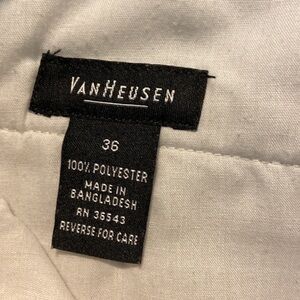 VANHEUSEN
36
100% POLYESTER
MADE IN
BANGLADESH
RN 36543
REVERSE FOR CARE